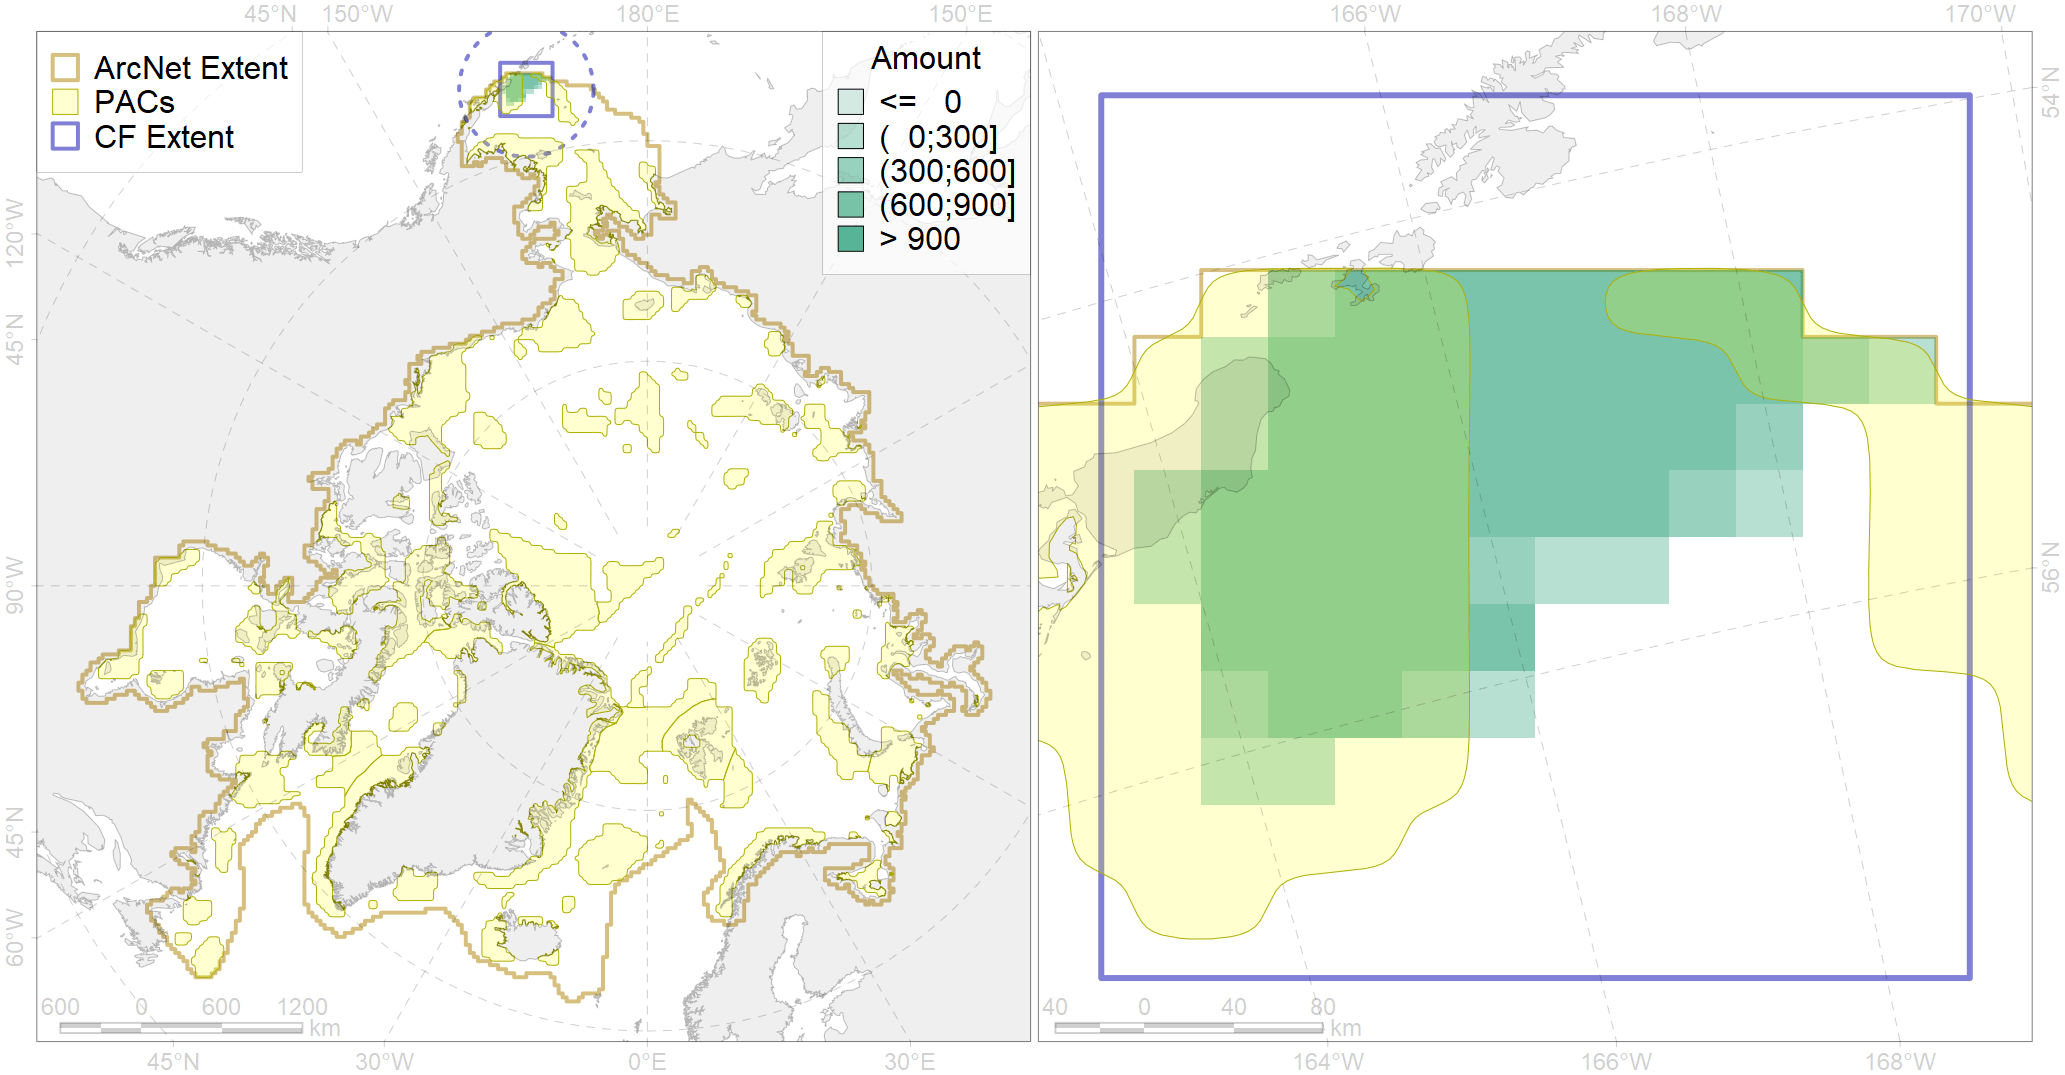 45°N 150°W 180°E 150°E 166°W 168°W 170°W
ArcNet Extent
PACs
CF Extent
Amount
<= 0
( 0;300]
(300;600]
(600;900]
> 900
120°W
45°N
90°W
45°N
60°W
54°N
56°N
600 0 600 1200
km
40 0 40 80
km
45°N 30°W 0°E 30°E 164°W 166°W 168°W